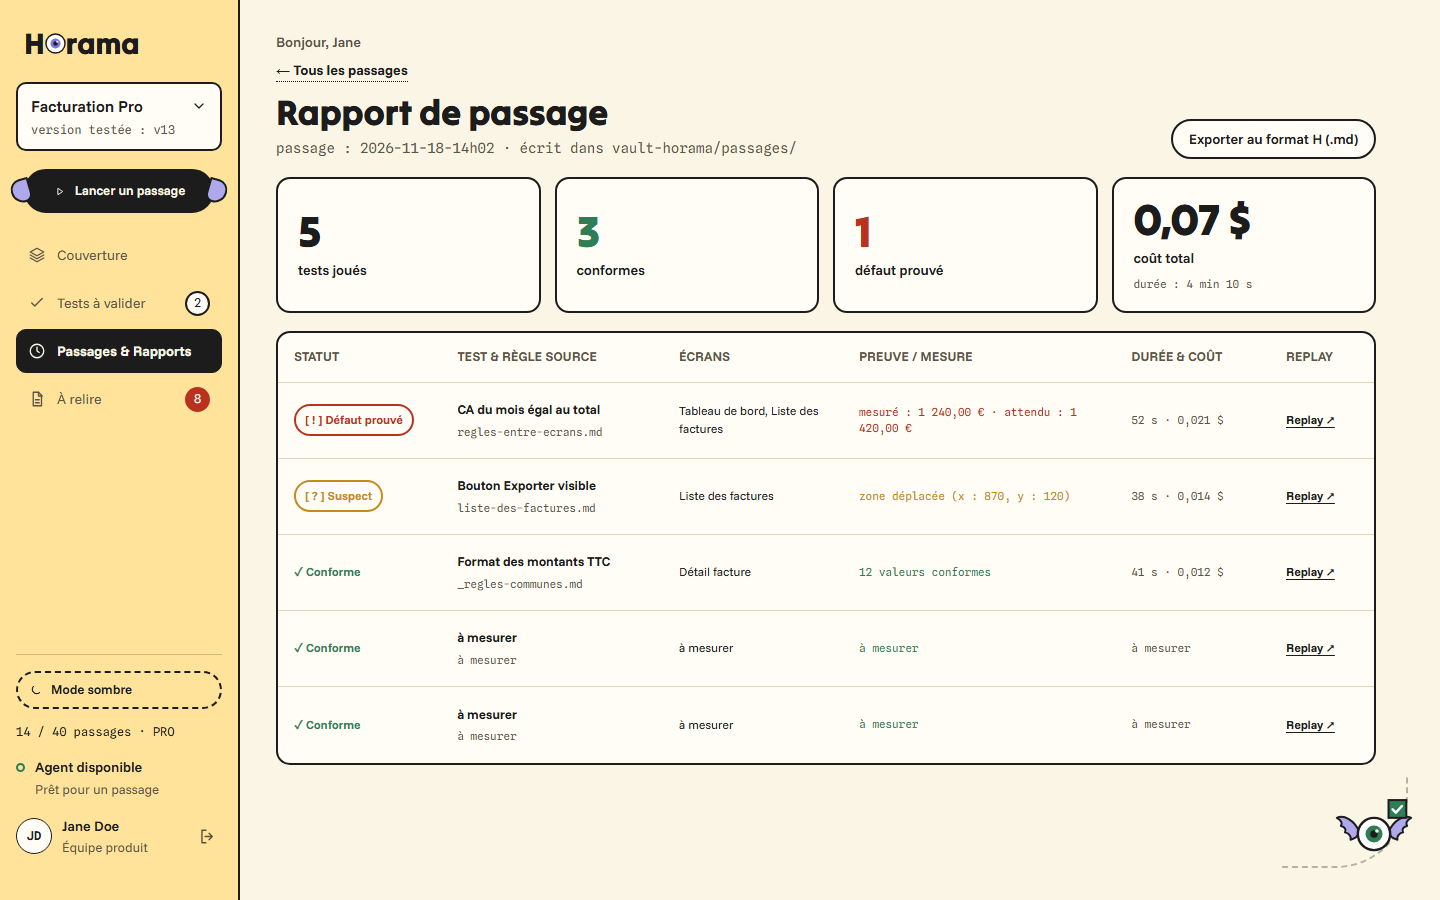 Horama
Facturation Pro
version testée : v13
Lancer un passage
Couverture
Tests à valider 2
Passages & Rapports
À relire 8
Mode sombre
14 / 40 passages · PRO
Agent disponible
Prêt pour un passage
JD
Jane Doe
Équipe produit
Bonjour, Jane
← Tous les passages
Rapport de passage
passage : 2026-11-18-14h02 · écrit dans vault-horama/passages/
Exporter au format H (.md)
5
tests joués
3
conformes
1
défaut prouvé
0,07 $
coût total
durée : 4 min 10 s
STATUT TEST & RÈGLE SOURCE ÉCRANS PREUVE / MESURE DURÉE & COÛT REPLAY
[ ! ] Défaut prouvé
CA du mois égal au total
regles-entre-ecrans.md
Tableau de bord, Liste des
factures
mesuré : 1 240,00 € · attendu : 1
420,00 €
52 s · 0,021 $
Replay ↗
[ ? ] Suspect
Bouton Exporter visible
liste-des-factures.md
Liste des factures
zone déplacée (x : 870, y : 120)
38 s · 0,014 $
Replay ↗
✓ Conforme
Format des montants TTC
_regles-communes.md
Détail facture
12 valeurs conformes
41 s · 0,012 $
Replay ↗
✓ Conforme
à mesurer
à mesurer
à mesurer
à mesurer
à mesurer
Replay ↗
✓ Conforme
à mesurer
à mesurer
à mesurer
à mesurer
à mesurer
Replay ↗